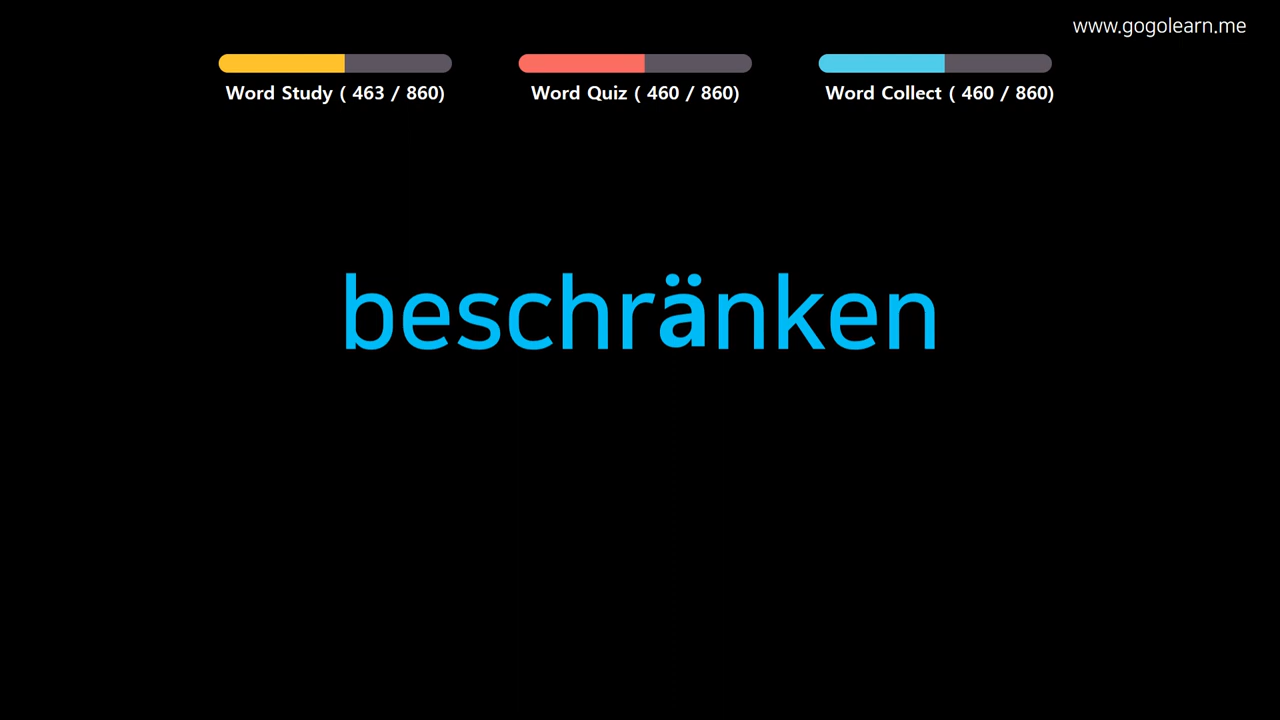 www.gogolearn.me
Word Study ( 463 / 860)
Word Quiz ( 460 / 860)
Word Collect ( 460 / 860)
beschränken